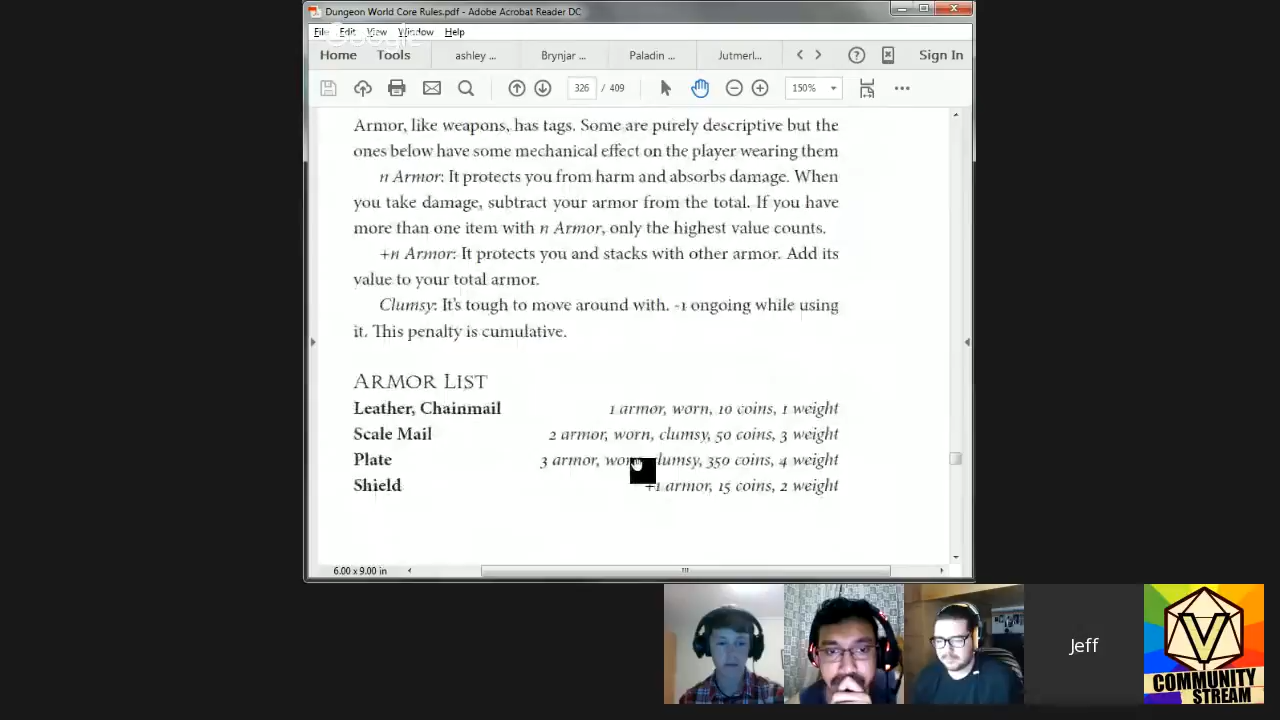 Dungeon World Core Rules.pdf - Adobe Acrobat Reader DC
File Edit View Window Help
Google
Home Tools ashley ... Brynjar ... Paladin ... Jutmerl... Sign In
326 / 409 150%
Armor, like weapons, has tags. Some are purely descriptive but the
ones below have some mechanical effect on the player wearing them
n Armor: It protects you from harm and absorbs damage. When
you take damage, subtract your armor from the total. If you have
more than one item with n Armor, only the highest value counts.
+n Armor: It protects you and stacks with other armor. Add its
value to your total armor.
Clumsy: It's tough to move around with. -1 ongoing while using
it. This penalty is cumulative.
ARMOR LIST
Leather, Chainmail 1 armor, worn, 10 coins, 1 weight
Scale Mail 2 armor, worn, clumsy, 50 coins, 3 weight
Plate 3 armor, worn, clumsy, 350 coins, 4 weight
Shield +1 armor, 15 coins, 2 weight
6.00 x 9.00 in
Jeff
V
COMMUNITY
STREAM